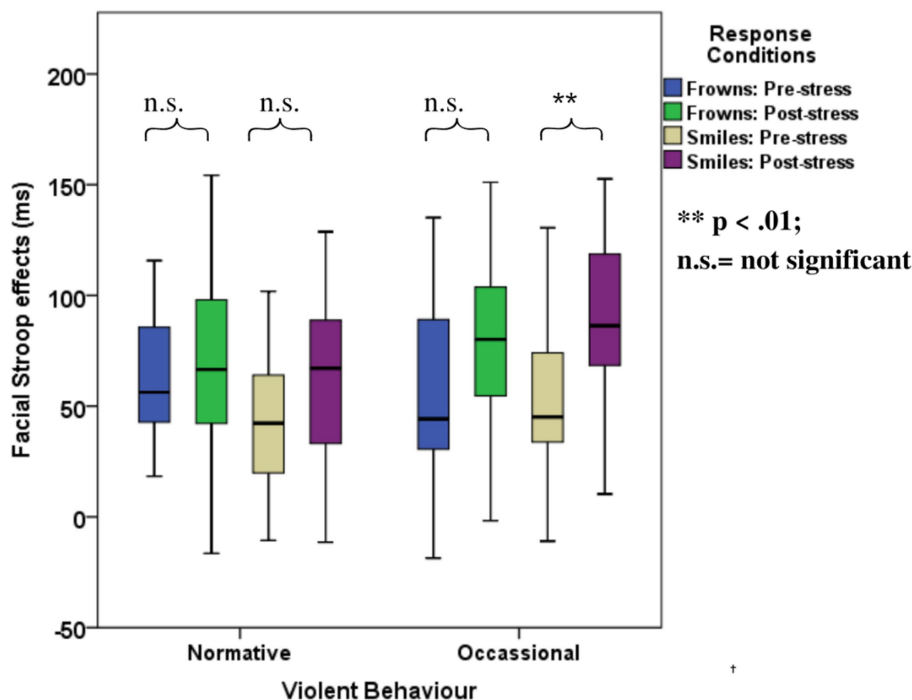 Response
Conditions
Frowns: Pre-stress
Frowns: Post-stress
Smiles: Pre-stress
Smiles: Post-stress
** p < .01;
n.s.= not significant
n.s.
n.s.
n.s.
**
Facial Stroop effects (ms)
200
150
100
50
0
-50
Normative
Occassional
Violent Behaviour
†